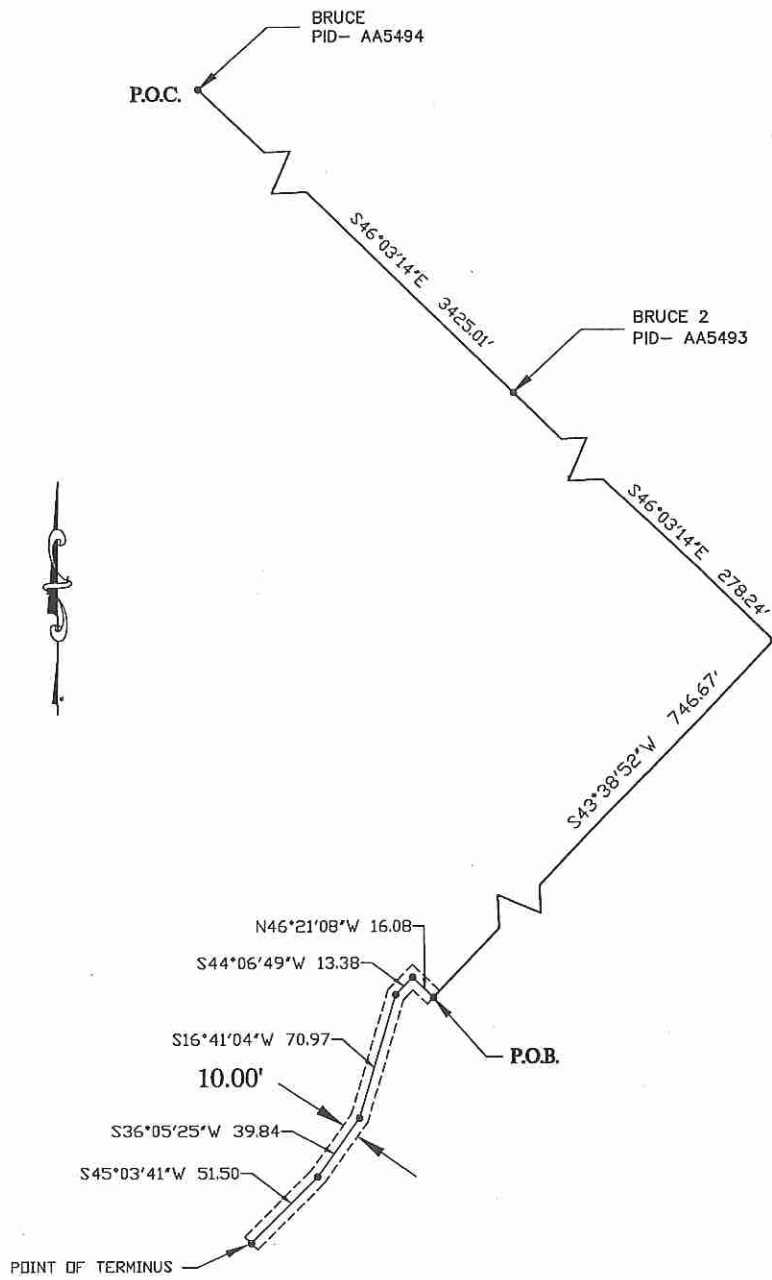 BRUCE
PID- AA5494
P.O.C.
S46°03'14"E 3425.01'
BRUCE 2
PID- AA5493
S46°03'14"E 278.24'
S43°38'52"W 746.67'
N46°21'08"W 16.08
S44°06'49"W 13.38
S16°41'04"W 70.97
P.O.B.
10.00'
S36°05'25"W 39.84
S45°03'41"W 51.50
POINT OF TERMINUS